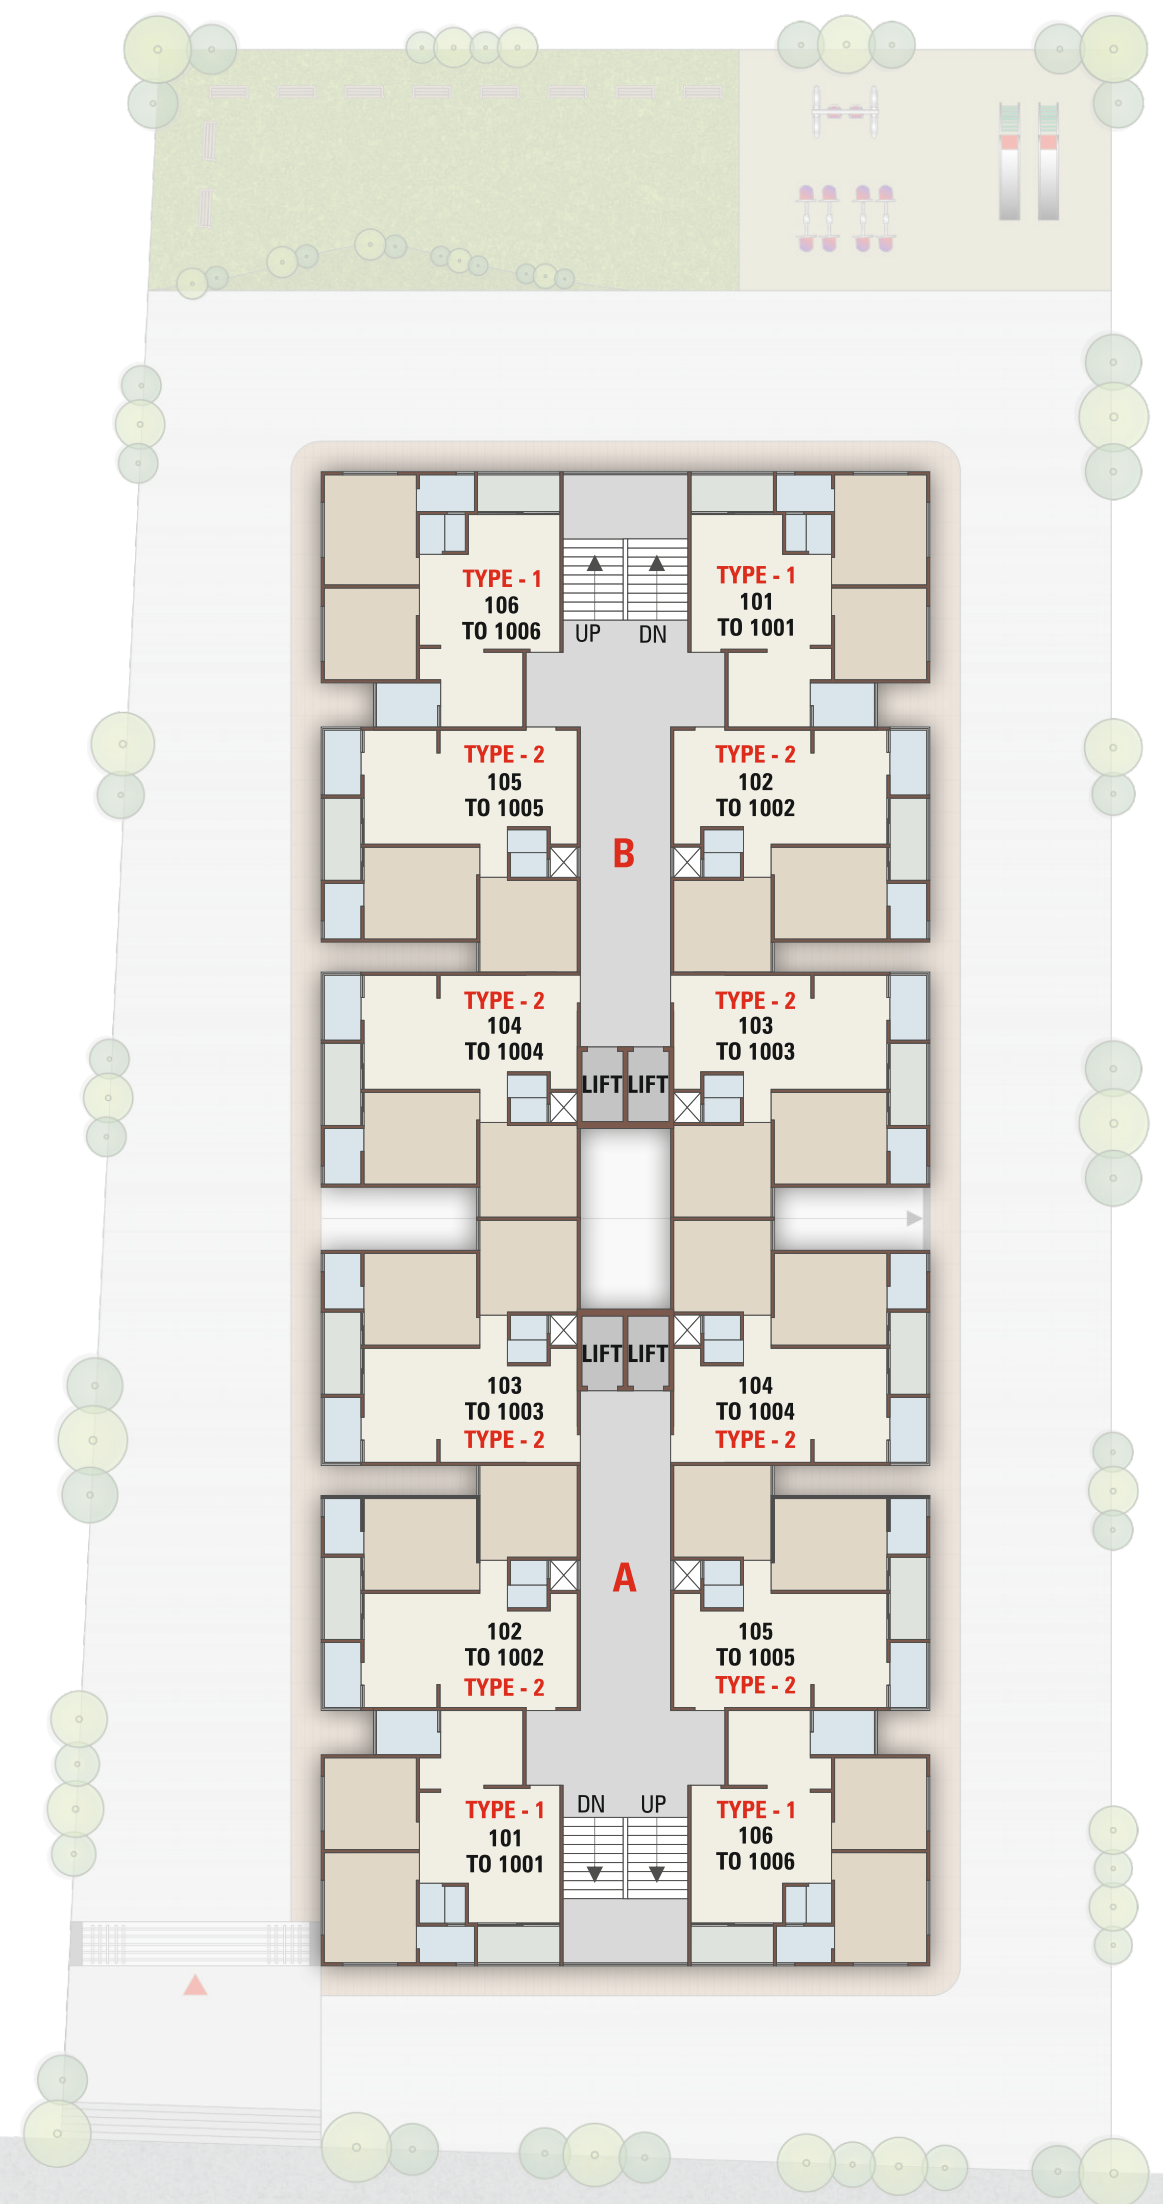 TYPE - 1
106
TO 1006
TYPE - 1
101
TO 1001
UP
DN
TYPE - 2
105
TO 1005
TYPE - 2
102
TO 1002
B
TYPE - 2
104
TO 1004
TYPE - 2
103
TO 1003
LIFT
LIFT
LIFT
LIFT
103
TO 1003
TYPE - 2
104
TO 1004
TYPE - 2
A
102
TO 1002
TYPE - 2
105
TO 1005
TYPE - 2
DN
UP
TYPE - 1
101
TO 1001
TYPE - 1
106
TO 1006